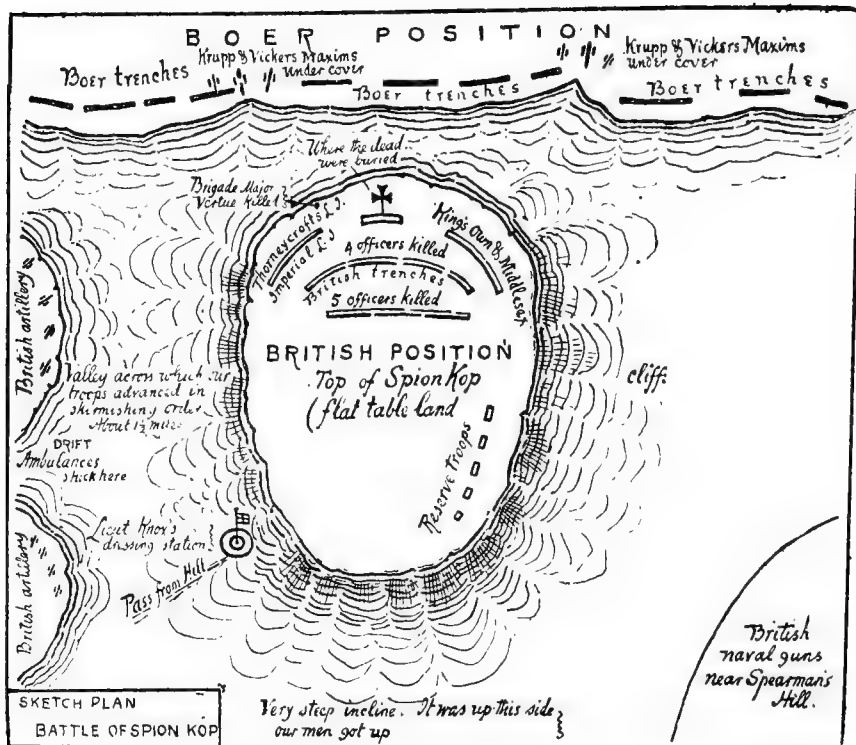 BOER POSITION
Krupp & Vickers Maxims
under cover
Krupp & Vickers Maxims
under cover
Boer trenches
Boer trenches
Boer trenches
Where the dead
were buried
Brigade Major
Virtue Killed
Thorneycrofts L.I.
Imperial L.I
King's Own & Middlesex
4 officers killed
British trenches
5 officers killed
BRITISH POSITION
Top of Spion Kop
(flat table land
Reserve troops
cliff.
British artillery
Valley across which our
troops advanced in
skirmishing order
About 1½ miles
DRIFT
Ambulances
stick here
Lieut Knox's
dressing station
Pass from Hill
British artillery
British
naval guns
near Spearman's
Hill.
SKETCH PLAN
BATTLE OF SPION KOP
Very steep incline. It was up this side
our men got up